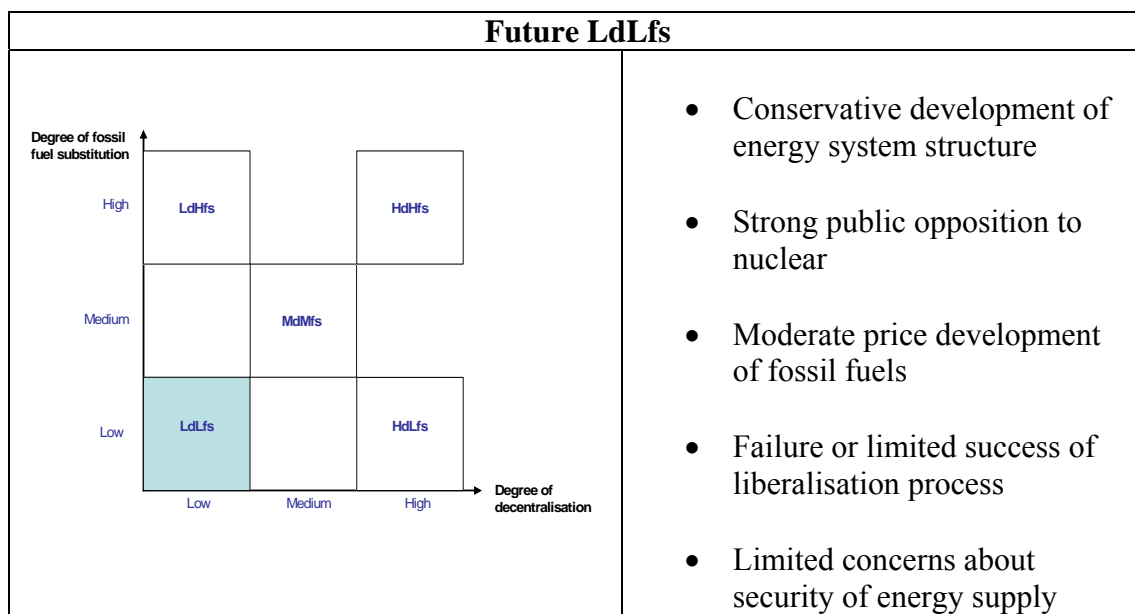 Future LdLfs
Degree of fossil
fuel substitution
High
LdHfs
HdHfs
Medium
MdMfs
Low
LdLfs
HdLfs
Low
Medium
High
Degree of
decentralisation
• Conservative development of
energy system structure
• Strong public opposition to
nuclear
• Moderate price development
of fossil fuels
• Failure or limited success of
liberalisation process
• Limited concerns about
security of energy supply